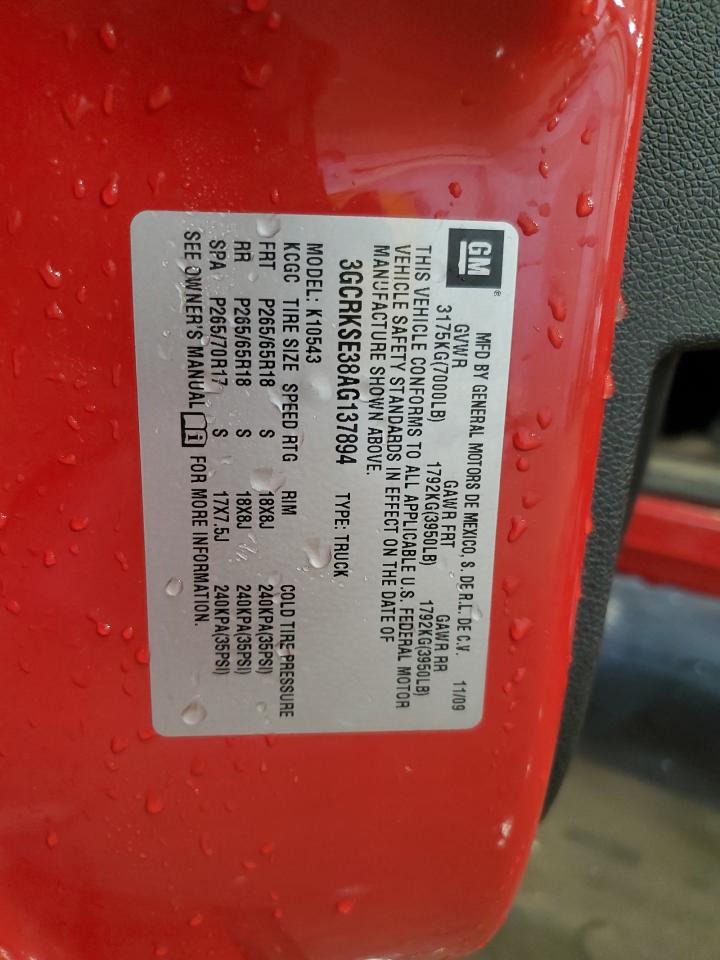 GM®
MFD BY GENERAL MOTORS DE MEXICO, S. DE R.L. DE C.V. 11/09
GVWR GAWR FRT GAWR RR
3175KG(7000LB) 1792KG(3950LB) 1792KG(3950LB)
THIS VEHICLE CONFORMS TO ALL APPLICABLE U.S. FEDERAL MOTOR
VEHICLE SAFETY STANDARDS IN EFFECT ON THE DATE OF
MANUFACTURE SHOWN ABOVE.
3GCRKSE38AG137894 TYPE: TRUCK
MODEL: K10543
KCGC TIRE SIZE SPEED RTG RIM COLD TIRE PRESSURE
FRT P265/65R18 S 18X8J 240KPA(35PSI)
RR P265/65R18 S 18X8J 240KPA(35PSI)
SPA P265/70R17 S 17X7.5J 240KPA(35PSI)
SEE OWNER'S MANUAL FOR MORE INFORMATION.